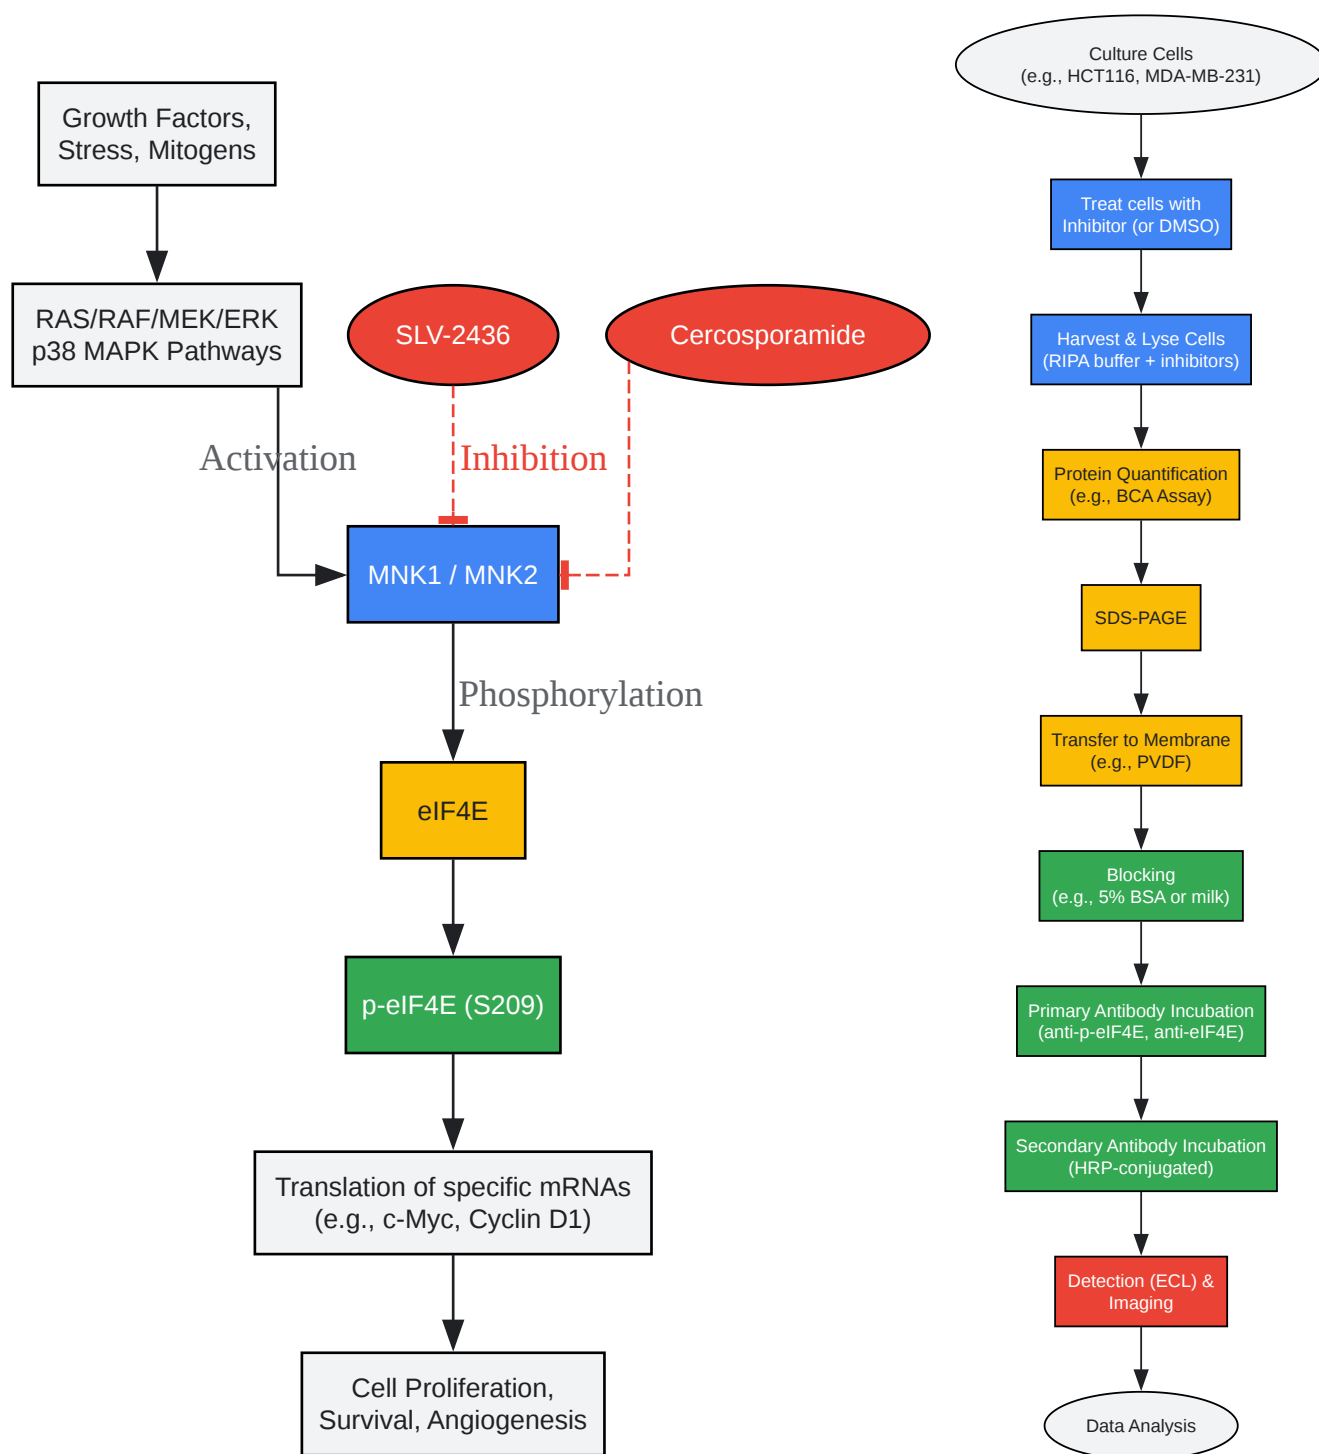 Growth Factors,
Stress, Mitogens
RAS/RAF/MEK/ERK
p38 MAPK Pathways
SLV-2436
Cercosporamide
Activation
Inhibition
MNK1 / MNK2
Phosphorylation
eIF4E
p-eIF4E (S209)
Translation of specific mRNAs
(e.g., c-Myc, Cyclin D1)
Cell Proliferation,
Survival, Angiogenesis
Culture Cells
(e.g., HCT116, MDA-MB-231)
Treat cells with
Inhibitor (or DMSO)
Harvest & Lyse Cells
(RIPA buffer + inhibitors)
Protein Quantification
(e.g., BCA Assay)
SDS-PAGE
Transfer to Membrane
(e.g., PVDF)
Blocking
(e.g., 5% BSA or milk)
Primary Antibody Incubation
(anti-p-eIF4E, anti-eIF4E)
Secondary Antibody Incubation
(HRP-conjugated)
Detection (ECL) &
Imaging
Data Analysis